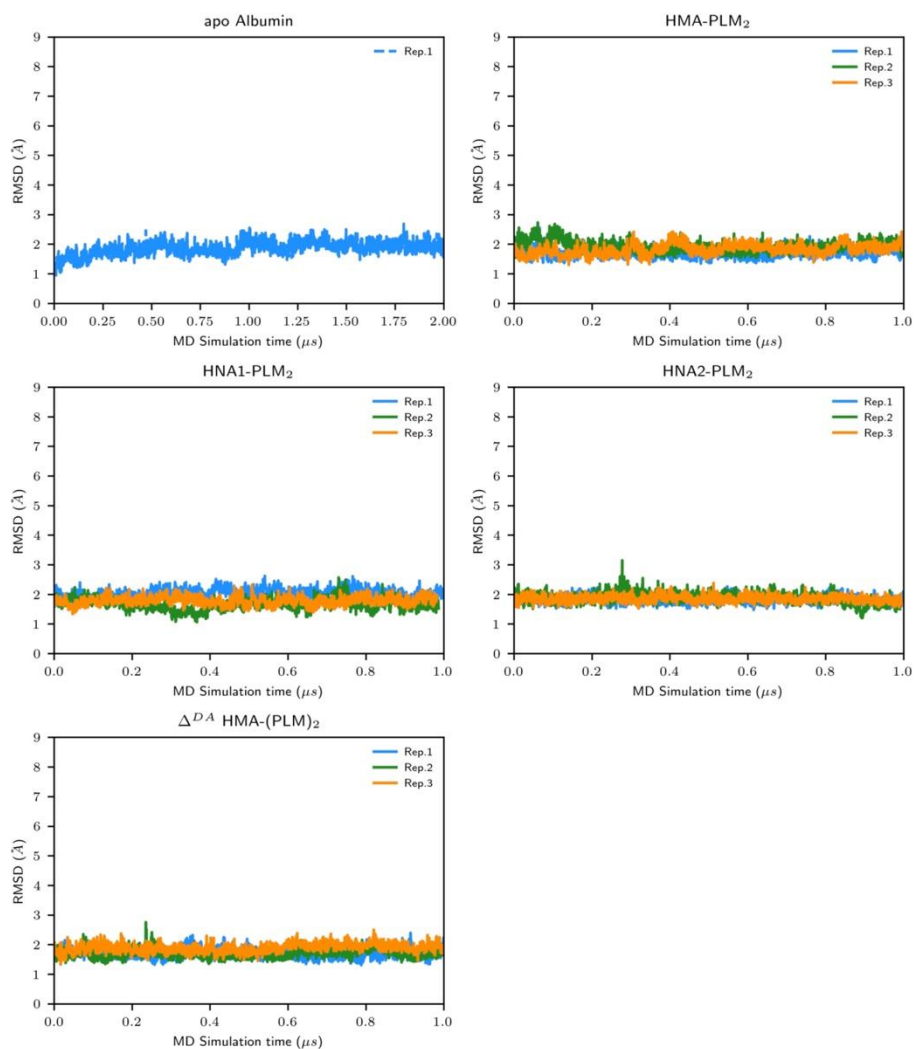 apo Albumin
9
8
7
6
5
4
3
2
1
0
RMSD (Å)
Rep.1
0.00 0.25 0.50 0.75 1.00 1.25 1.50 1.75 2.00
MD Simulation time (μs)
HMA-PLM₂
9
8
7
6
5
4
3
2
1
0
RMSD (Å)
Rep.1
Rep.2
Rep.3
0.0 0.2 0.4 0.6 0.8 1.0
MD Simulation time (μs)
HNA1-PLM₂
9
8
7
6
5
4
3
2
1
0
RMSD (Å)
Rep.1
Rep.2
Rep.3
0.0 0.2 0.4 0.6 0.8 1.0
MD Simulation time (μs)
HNA2-PLM₂
9
8
7
6
5
4
3
2
1
0
RMSD (Å)
Rep.1
Rep.2
Rep.3
0.0 0.2 0.4 0.6 0.8 1.0
MD Simulation time (μs)
Δᴰᴬ HMA-(PLM)₂
9
8
7
6
5
4
3
2
1
0
RMSD (Å)
Rep.1
Rep.2
Rep.3
0.0 0.2 0.4 0.6 0.8 1.0
MD Simulation time (μs)